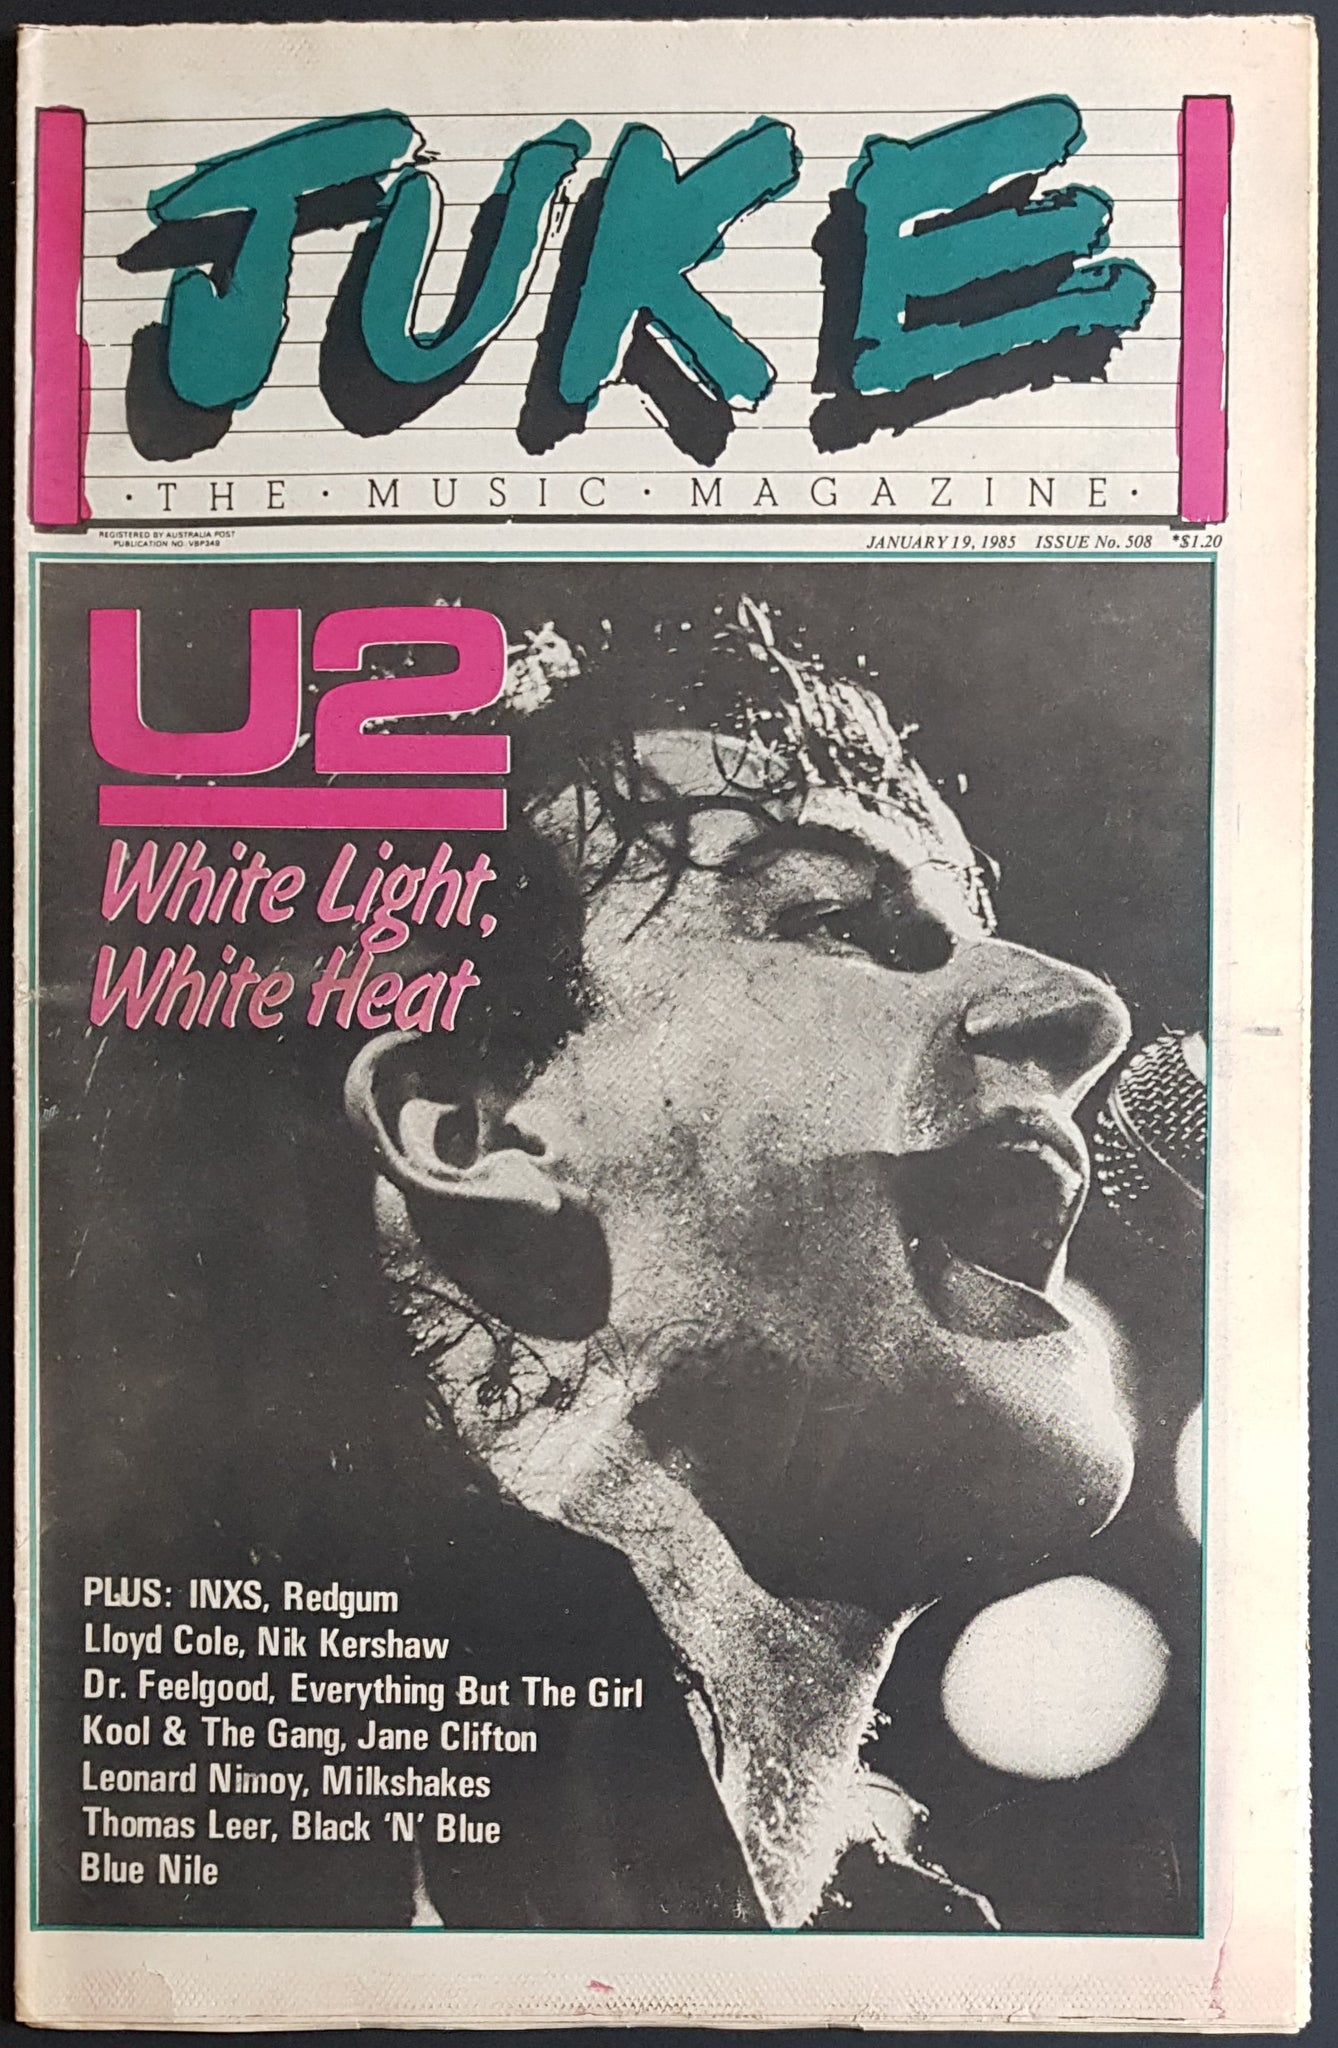 JUKE
· THE · MUSIC · MAGAZINE ·
REGISTERED BY AUSTRALIA POST
PUBLICATION NO. VBP349
JANUARY 19, 1985 ISSUE No. 508 *$1.20
U2
White Light,
White Heat
PLUS: INXS, Redgum
Lloyd Cole, Nik Kershaw
Dr. Feelgood, Everything But The Girl
Kool & The Gang, Jane Clifton
Leonard Nimoy, Milkshakes
Thomas Leer, Black ‘N’ Blue
Blue Nile